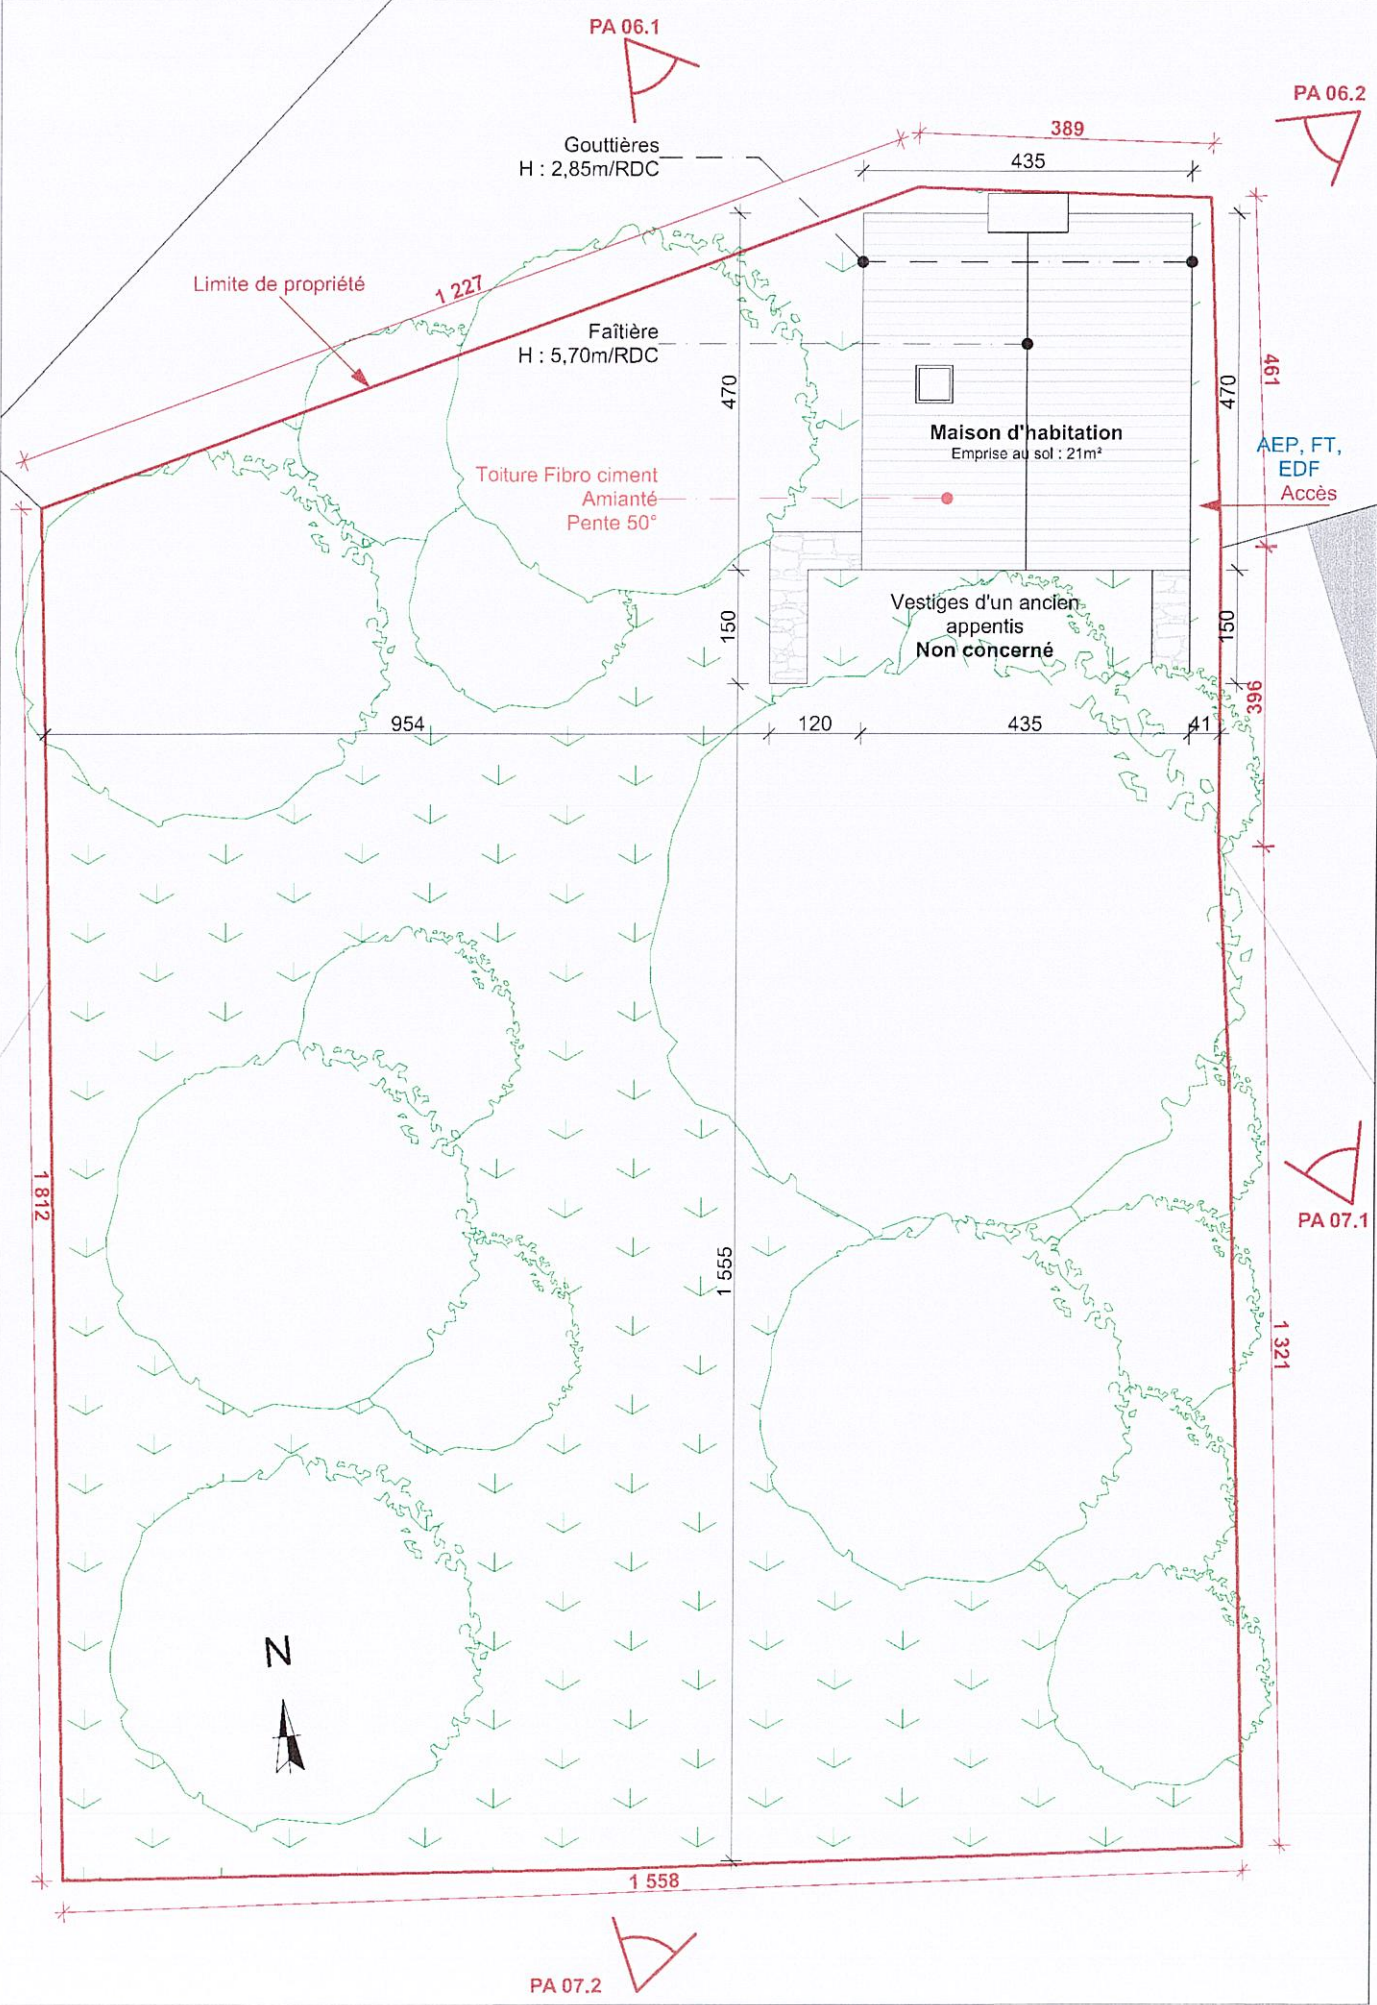 PA 06.1
PA 06.2
389
Gouttières
H : 2,85m/RDC
435
Limite de propriété
1 227
Faîtière
H : 5,70m/RDC
470
461
470
Maison d'habitation
Emprise au sol : 21m²
AEP, FT,
EDF
Accès
Toiture Fibro ciment
Amianté
Pente 50°
150
Vestiges d'un ancien
appentis
Non concerné
150
396
954
120
435
41
1 812
1 555
PA 07.1
1 321
N
1 558
PA 07.2